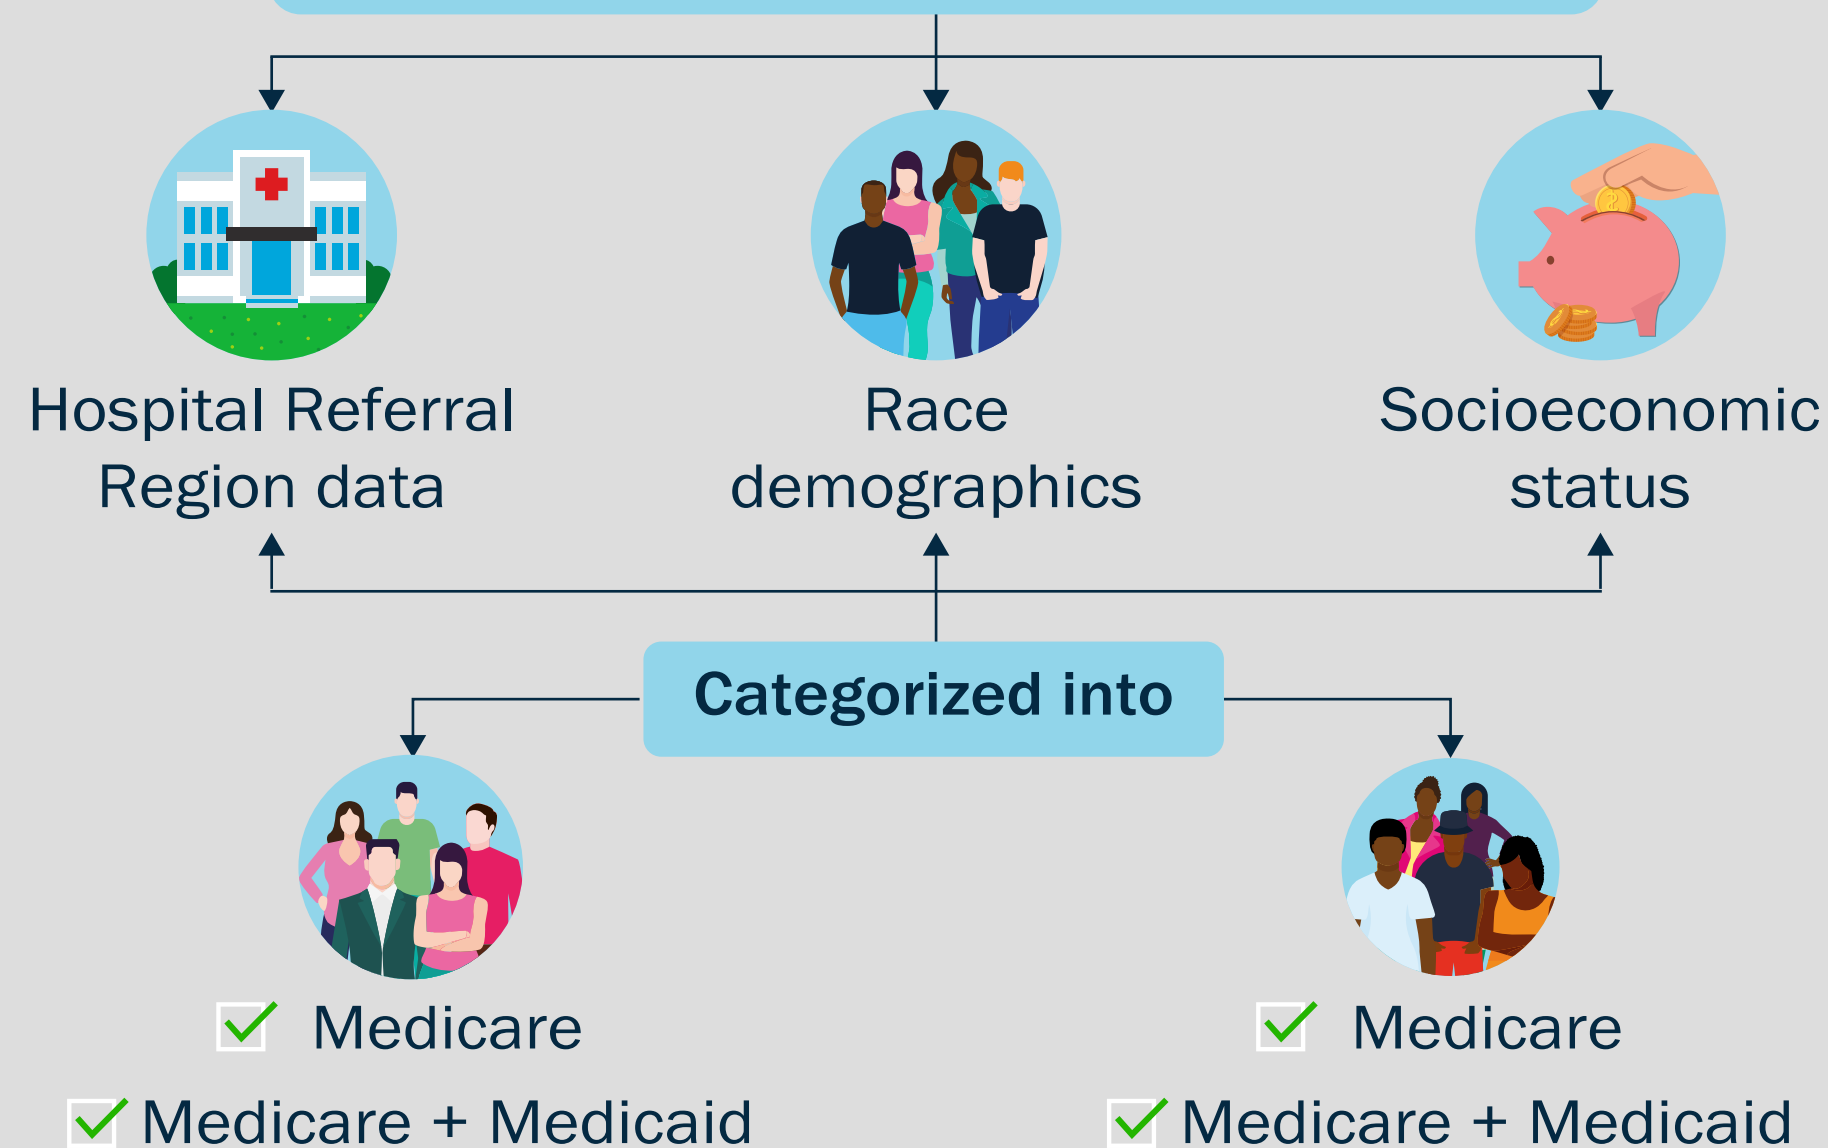 Hospital Referral
Region data
Race
demographics
Socioeconomic
status
Categorized into
Medicare
Medicare + Medicaid
Medicare
Medicare + Medicaid